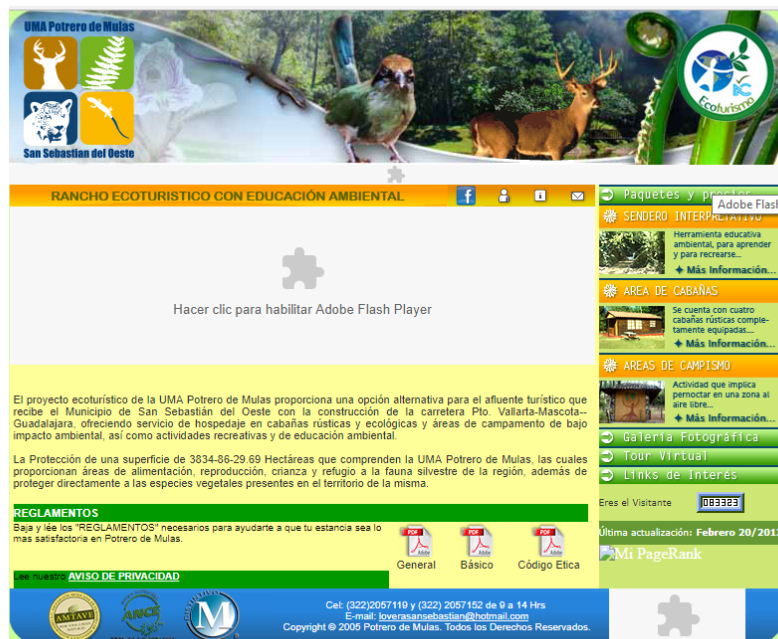 UMA Potrero de Mulas
San Sebastian del Oeste
Ecoturismo
RANCHO ECOTURISTICO CON EDUCACIÓN AMBIENTAL
Hacer clic para habilitar Adobe Flash Player
El proyecto ecoturístico de la UMA Potrero de Mulas proporciona una opción alternativa para el afluente turístico que
recibe el Municipio de San Sebastián del Oeste con la construcción de la carretera Pto. Vallarta-Mascota--
Guadalajara, ofreciendo servicio de hospedaje en cabañas rústicas y ecológicas y áreas de campamento de bajo
impacto ambiental, así como actividades recreativas y de educación ambiental.
La Protección de una superficie de 3834-86-29.69 Hectáreas que comprenden la UMA Potrero de Mulas, las cuales
proporcionan áreas de alimentación, reproducción, crianza y refugio a la fauna silvestre de la región, además de
proteger directamente a las especies vegetales presentes en el territorio de la misma.
REGLAMENTOS
Baja y lée los "REGLAMENTOS" necesarios para ayudarte a que tu estancia sea lo
mas satisfactoria en Potrero de Mulas.
PDF Adobe PDF Adobe PDF Adobe
General Básico Código Etica
Lee nuestro AVISO DE PRIVACIDAD
Paquetes y
Adobe Flash
SENDERO INTERPRETATIVO
Herramienta educativa
ambiental, para aprender
y para recrearse...
Más Información...
AREA DE CABAÑAS
Se cuenta con cuatro
cabañas rústicas comple-
tamente equipadas....
Más Información...
AREAS DE CAMPISMO
Actividad que implica
pernoctar en una zona al
aire libre...
Más Información...
Galería Fotográfica
Tour Virtual
Links de Interés
Eres el Visitante 083323
Última actualización: Febrero 20/2012
Mi PageRank
AMTAVE
M
Cel: (322)2057119 y (322) 2057152 de 9 a 14 Hrs
E-mail: loverasansebastian@hotmail.com
Copyright © 2005 Potrero de Mulas. Todos los Derechos Reservados.